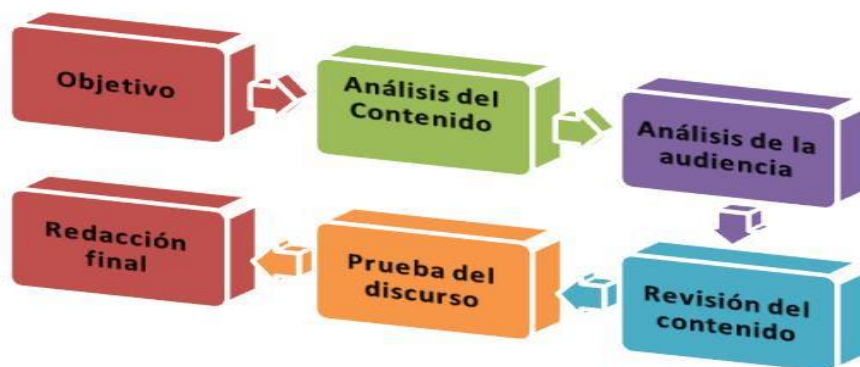 Objetivo
Análisis del
Contenido
Análisis de la
audiencia
Revisión del
contenido
Prueba del
discurso
Redacción
final